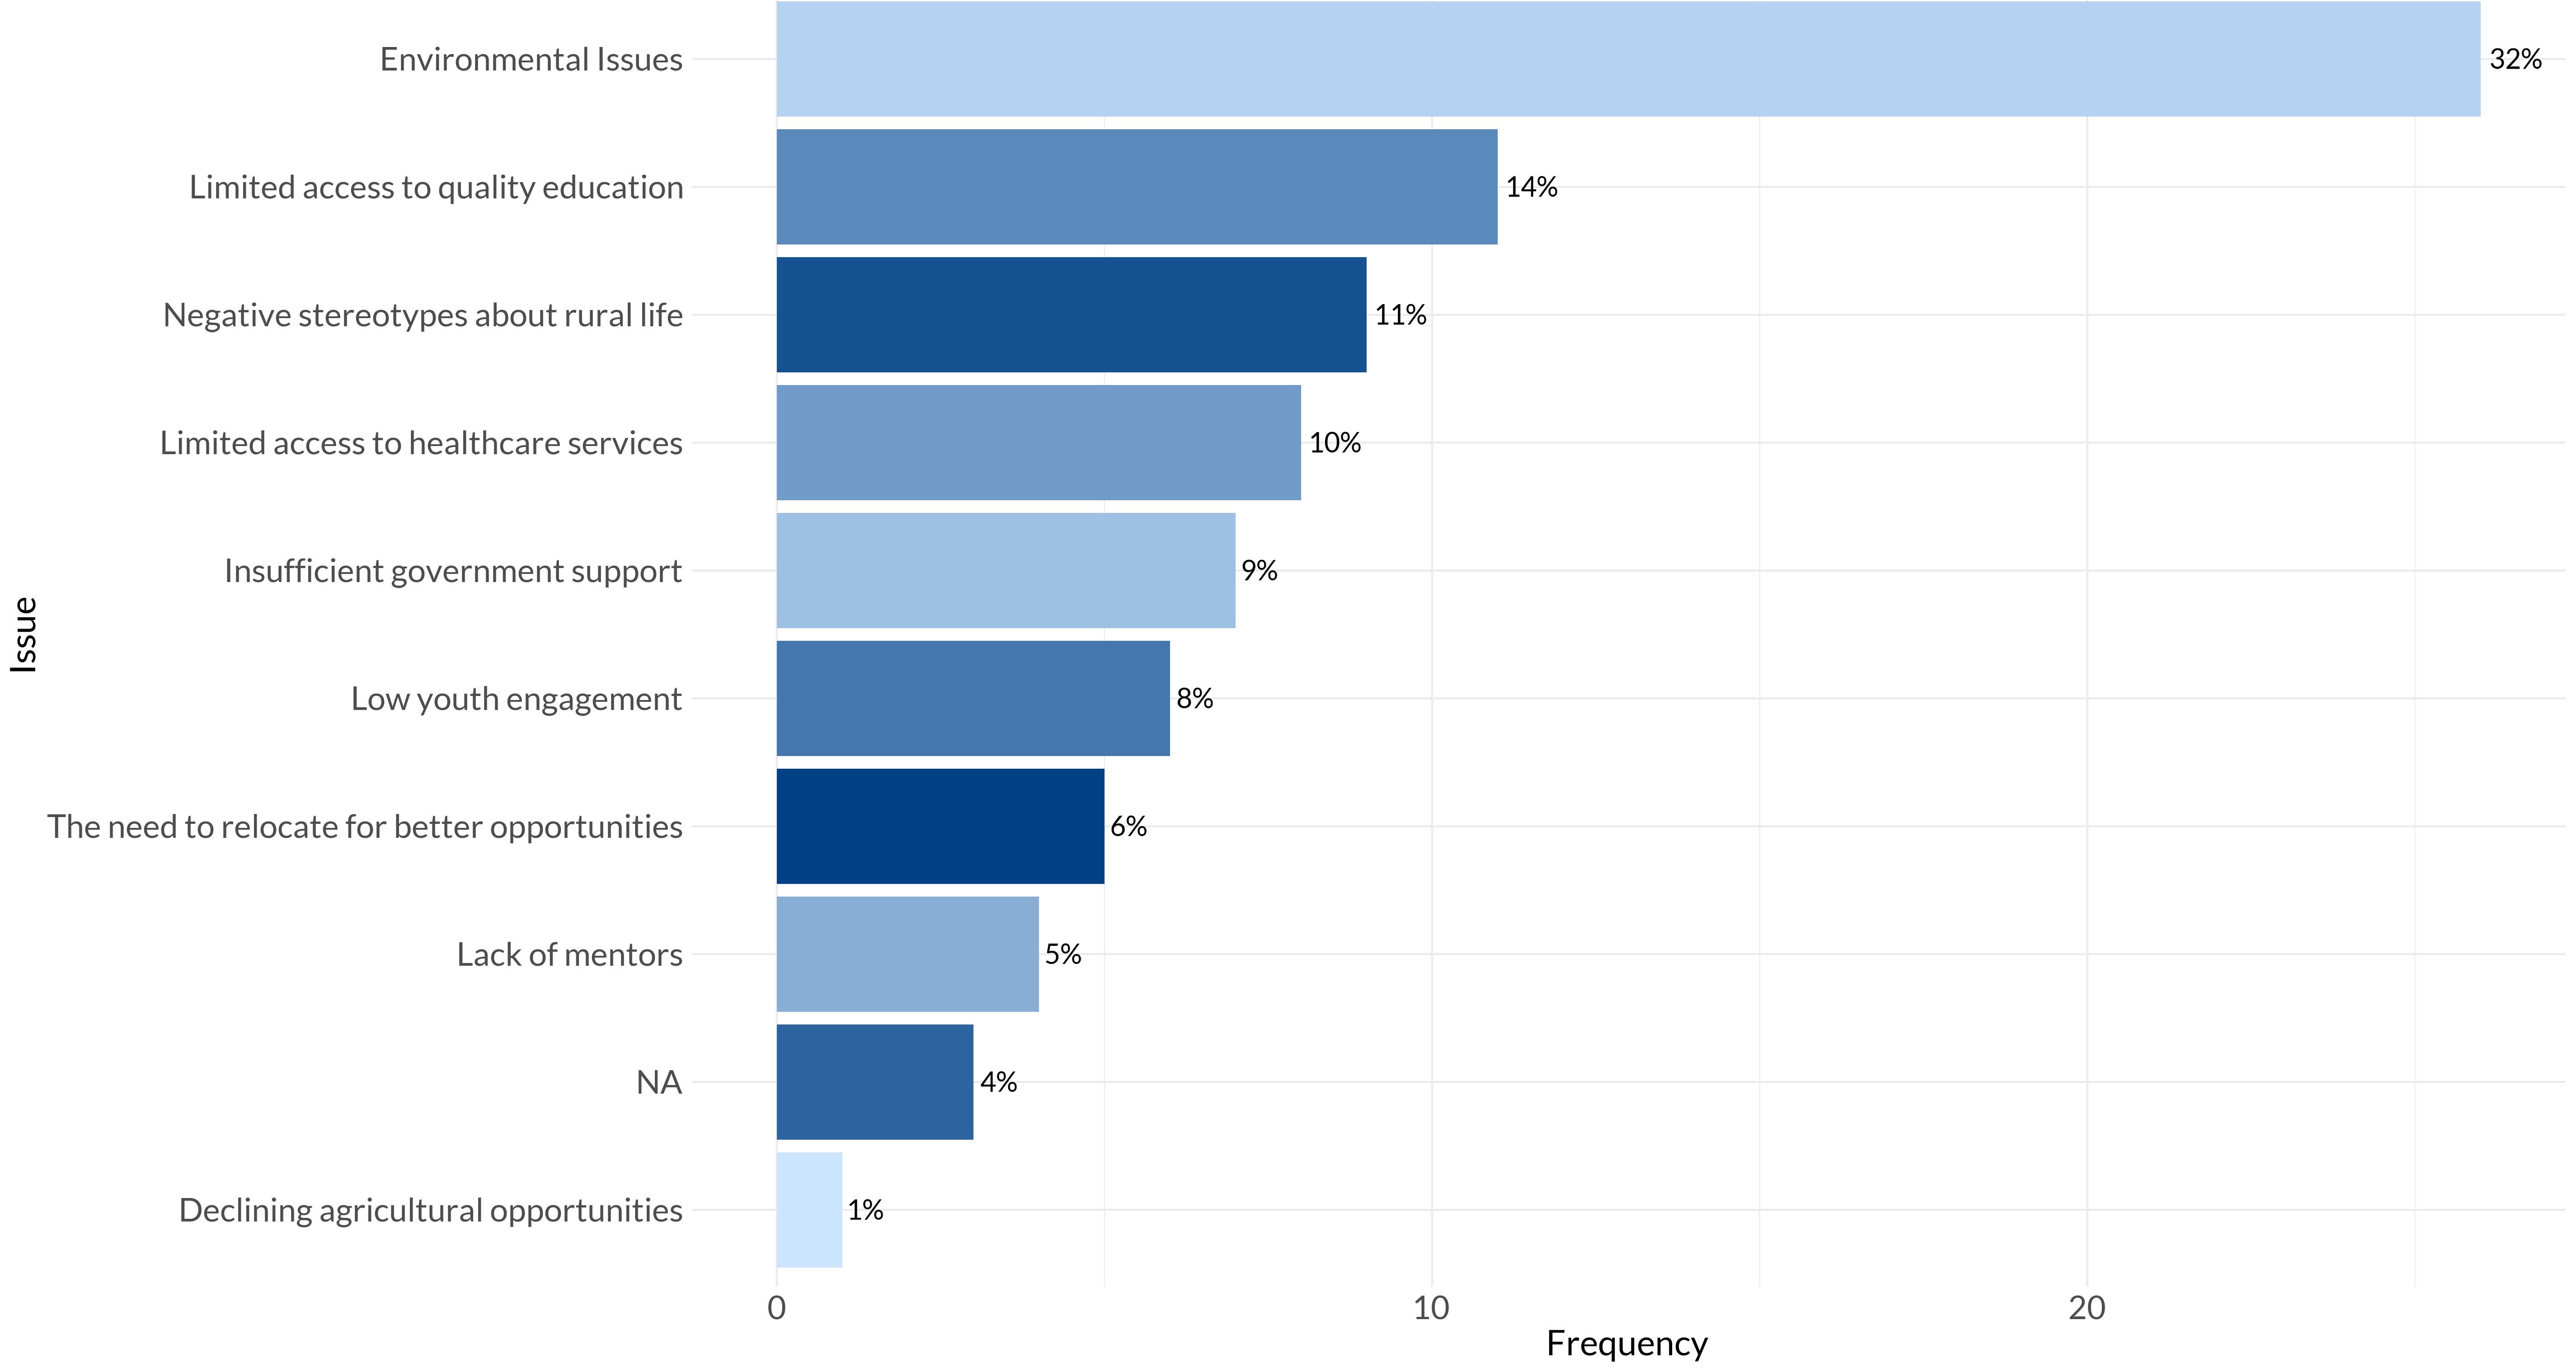 Environmental Issues 32%
Limited access to quality education 14%
Negative stereotypes about rural life 11%
Limited access to healthcare services 10%
Insufficient government support 9%
Low youth engagement 8%
The need to relocate for better opportunities 6%
Lack of mentors 5%
NA 4%
Declining agricultural opportunities 1%
Issue
0 10 20
Frequency